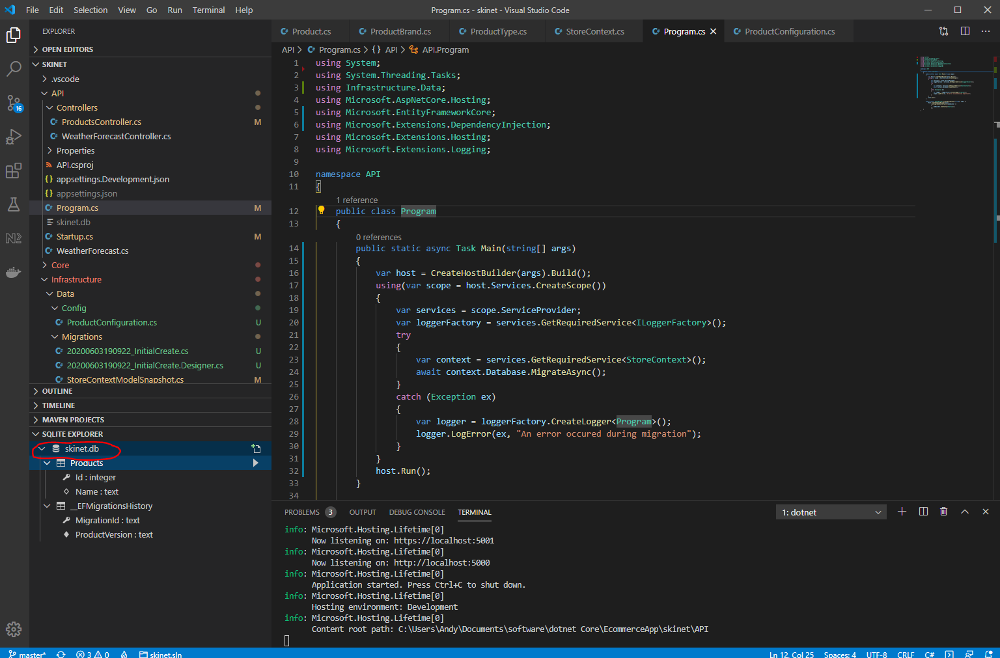 File Edit Selection View Go Run Terminal Help
Program.cs - skinet - Visual Studio Code
EXPLORER
OPEN EDITORS
SKINET
.vscode
API
Controllers
ProductsController.cs M
WeatherForecastController.cs
Properties
API.csproj
{} appsettings.Development.json
{} appsettings.json
Program.cs M
skinet.db
Startup.cs M
WeatherForecast.cs
Core
Infrastructure
Data
Config
ProductConfiguration.cs U
Migrations
20200603190922_InitialCreate.cs U
20200603190922_InitialCreate.Designer.cs U
StoreContextModelSnapshot.cs M
OUTLINE
TIMELINE
MAVEN PROJECTS
SQLITE EXPLORER
skinet.db
Products
Id : integer
Name : text
__EFMigrationsHistory
MigrationId : text
ProductVersion : text
16
Product.cs ProductBrand.cs ProductType.cs StoreContext.cs Program.cs ProductConfiguration.cs
API > Program.cs > {} API > API.Program
1 using System;
2 using System.Threading.Tasks;
3 using Infrastructure.Data;
4 using Microsoft.AspNetCore.Hosting;
5 using Microsoft.EntityFrameworkCore;
6 using Microsoft.Extensions.DependencyInjection;
7 using Microsoft.Extensions.Hosting;
8 using Microsoft.Extensions.Logging;
9
10 namespace API
11 {
1 reference
12 public class Program
13 {
0 references
14 public static async Task Main(string[] args)
15 {
16 var host = CreateHostBuilder(args).Build();
17 using(var scope = host.Services.CreateScope())
18 {
19 var services = scope.ServiceProvider;
20 var loggerFactory = services.GetRequiredService<ILoggerFactory>();
21 try
22 {
23 var context = services.GetRequiredService<StoreContext>();
24 await context.Database.MigrateAsync();
25 }
26 catch (Exception ex)
27 {
28 var logger = loggerFactory.CreateLogger<Program>();
29 logger.LogError(ex, "An error occured during migration");
30 }
31 }
32 host.Run();
33 }
34
PROBLEMS 3 OUTPUT DEBUG CONSOLE TERMINAL 1: dotnet
info: Microsoft.Hosting.Lifetime[0]
Now listening on: https://localhost:5001
info: Microsoft.Hosting.Lifetime[0]
Now listening on: http://localhost:5000
info: Microsoft.Hosting.Lifetime[0]
Application started. Press Ctrl+C to shut down.
info: Microsoft.Hosting.Lifetime[0]
Hosting environment: Development
info: Microsoft.Hosting.Lifetime[0]
Content root path: C:\Users\Andy\Documents\software\dotnet Core\EcommerceApp\skinet\API
master* 3 0 skinet.sln Ln 12, Col 25 Spaces: 4 UTF-8 CRLF C#